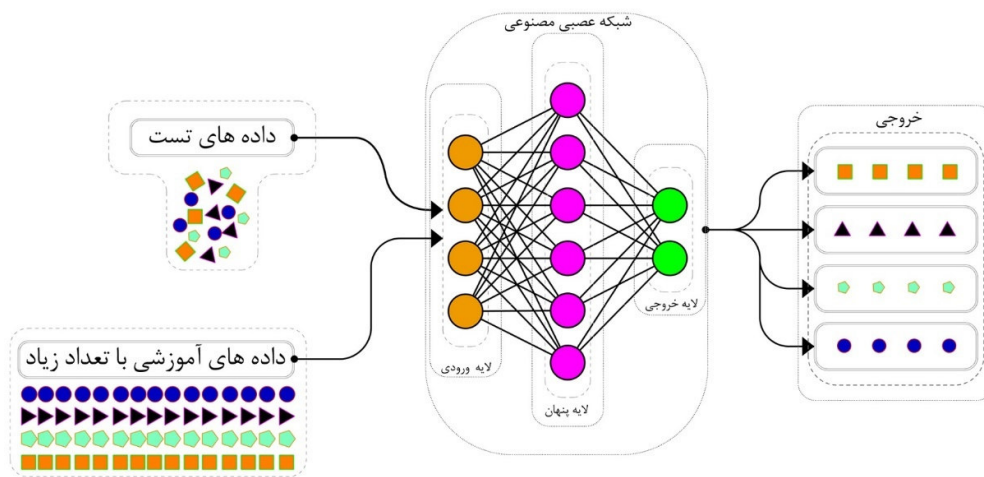 شبکه عصبی مصنوعی
خروجی
داده های تست
لایه خروجی
داده های آموزشی با تعداد زیاد
لایه ورودی
لایه پنهان